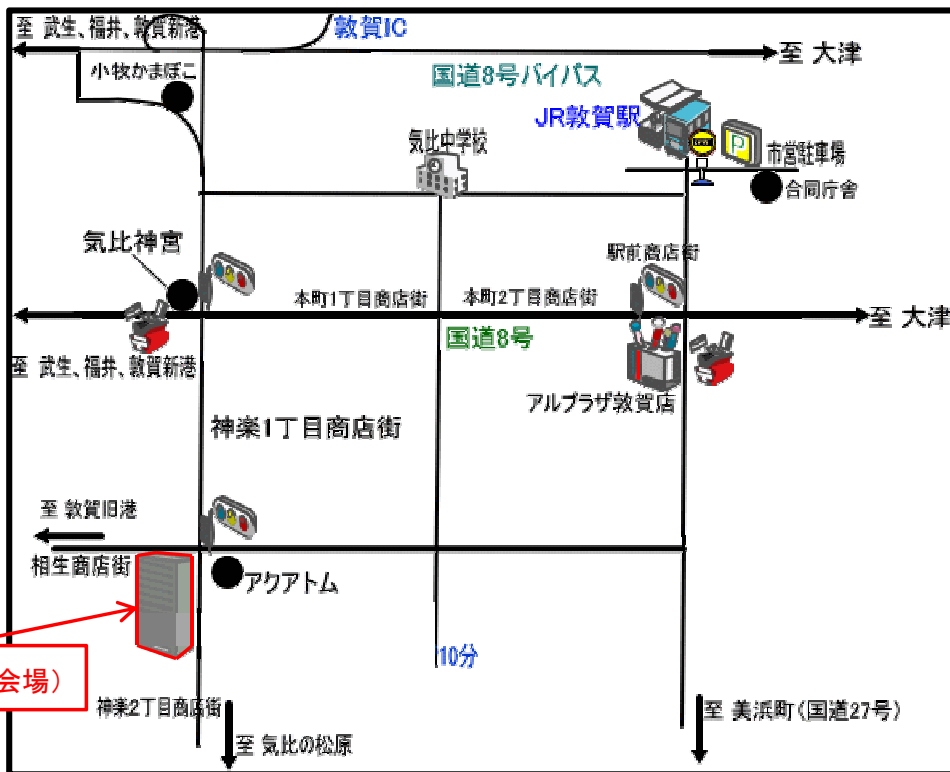 至 武生、福井、敦賀新港
敦賀IC
至 大津
小牧かまぼこ
国道8号バイパス
JR敦賀駅
P
市営駐車場
気比中学校
合同庁舎
気比神宮
駅前商店街
本町1丁目商店街
本町2丁目商店街
至 大津
国道8号
至 武生、福井、敦賀新港
アルプラザ敦賀店
神楽1丁目商店街
至 敦賀旧港
相生商店街
アクアトム
10分
会場）
神楽2丁目商店街
至 美浜町(国道27号)
至 気比の松原